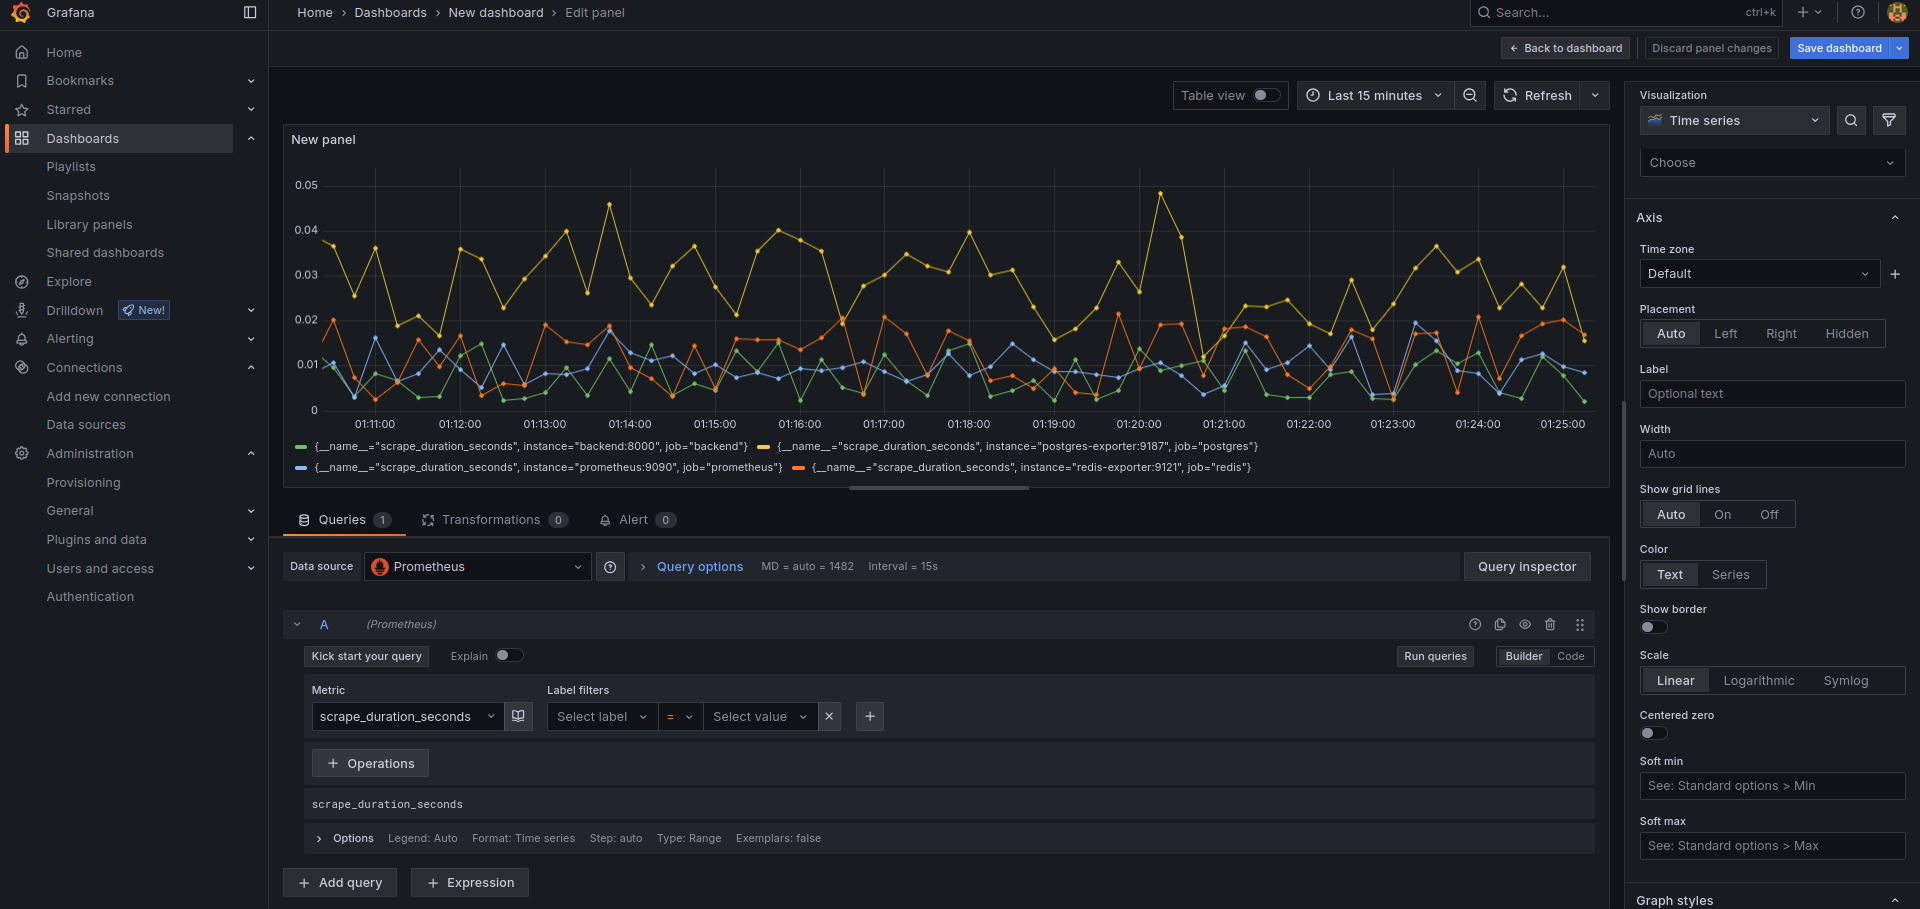 Grafana
Home › Dashboards › New dashboard › Edit panel
Search...
ctrl+k
Back to dashboard
Discard panel changes
Save dashboard
Home
Bookmarks
Starred
Dashboards
Playlists
Snapshots
Library panels
Shared dashboards
Explore
Drilldown
New!
Alerting
Connections
Add new connection
Data sources
Administration
Provisioning
General
Plugins and data
Users and access
Authentication
Table view
Last 15 minutes
Refresh
New panel
0.05
0.04
0.03
0.02
0.01
0
01:11:00 01:12:00 01:13:00 01:14:00 01:15:00 01:16:00 01:17:00 01:18:00 01:19:00 01:20:00 01:21:00 01:22:00 01:23:00 01:24:00 01:25:00
{__name__="scrape_duration_seconds", instance="backend:8000", job="backend"} {__name__="scrape_duration_seconds", instance="postgres-exporter:9187", job="postgres"}
{__name__="scrape_duration_seconds", instance="prometheus:9090", job="prometheus"} {__name__="scrape_duration_seconds", instance="redis-exporter:9121", job="redis"}
Queries 1 Transformations 0 Alert 0
Data source Prometheus Query options MD = auto = 1482 Interval = 15s Query inspector
A (Prometheus)
Kick start your query Explain Run queries Builder Code
Metric Label filters
scrape_duration_seconds Select label = Select value
+ Operations
scrape_duration_seconds
Options Legend: Auto Format: Time series Step: auto Type: Range Exemplars: false
+ Add query + Expression
Visualization
Time series
Choose
Axis
Time zone
Default
Placement
Auto Left Right Hidden
Label
Optional text
Width
Auto
Show grid lines
Auto On Off
Color
Text Series
Show border
Scale
Linear Logarithmic Symlog
Centered zero
Soft min
See: Standard options > Min
Soft max
See: Standard options > Max
Graph styles